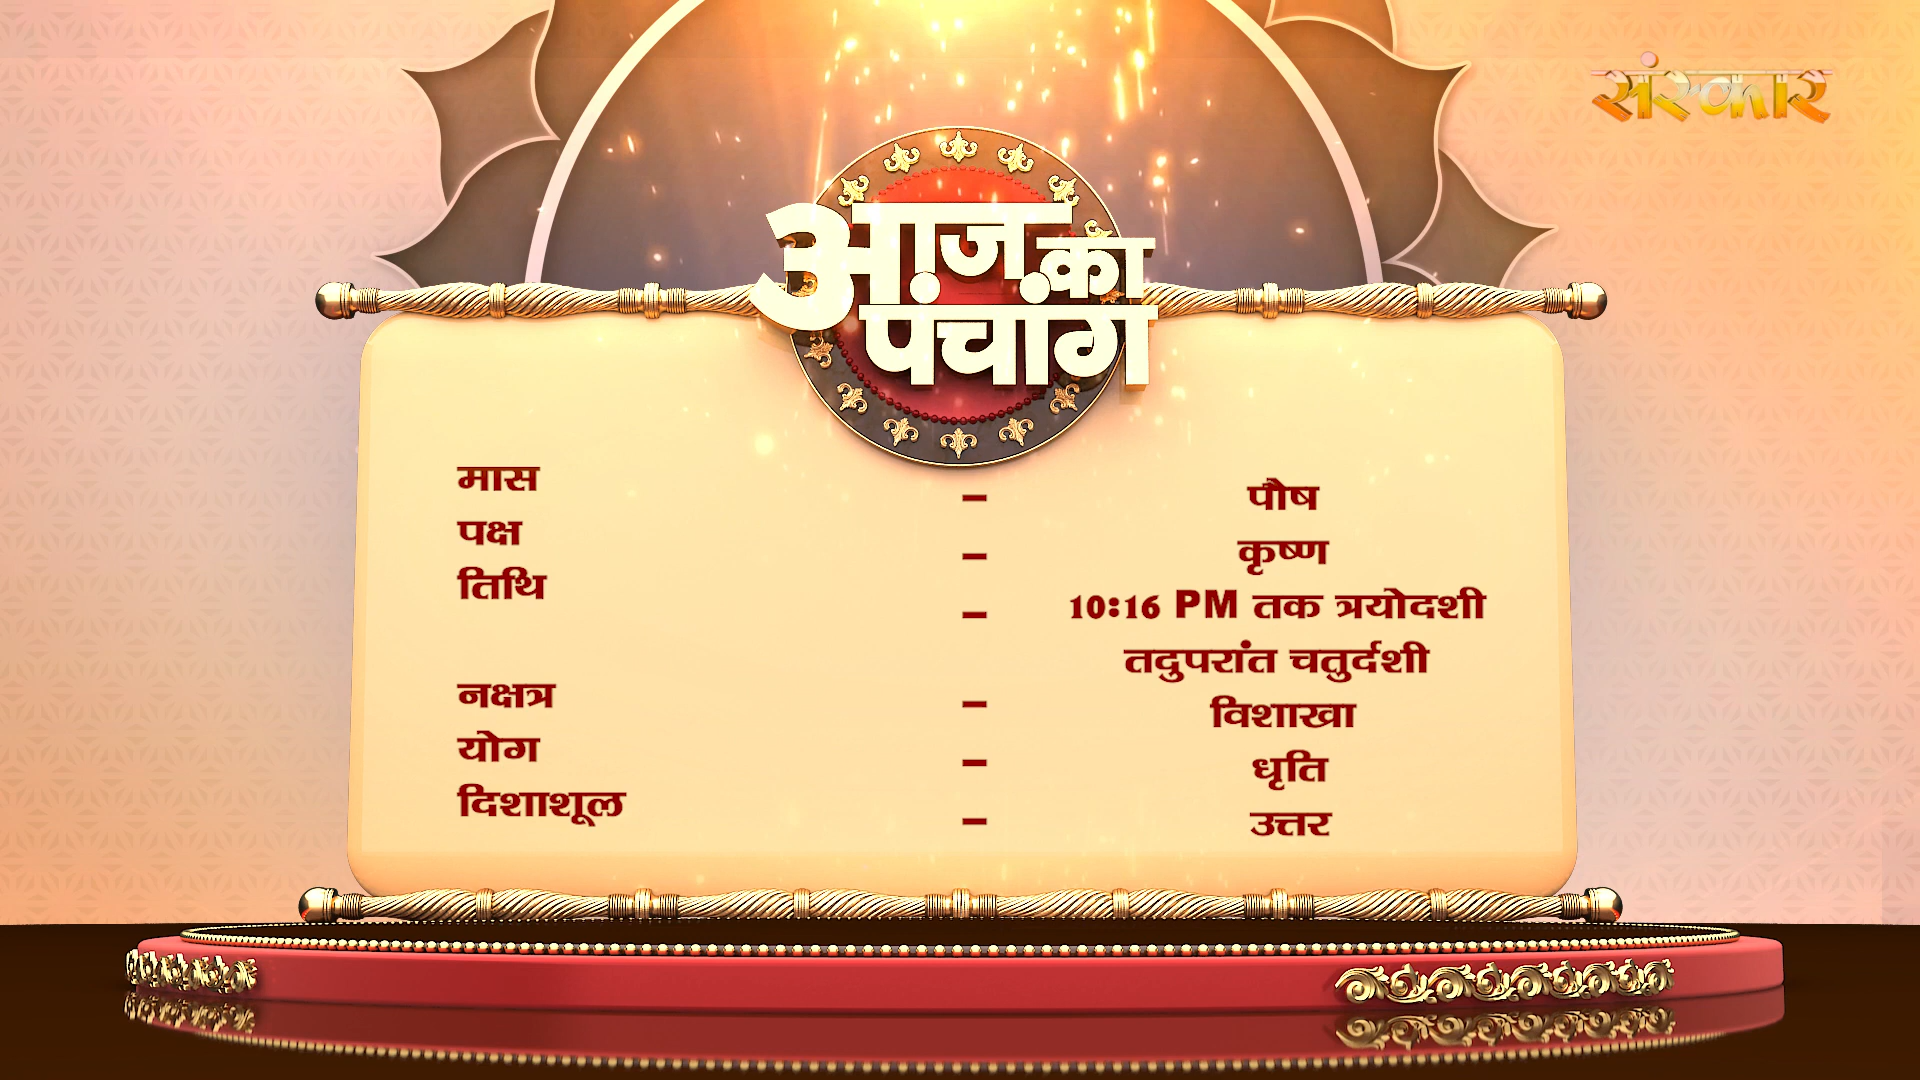 संस्कार
आज का
पंचांग
मास – पौष
पक्ष – कृष्ण
तिथि – 10:16 PM तक त्रयोदशी
तदुपरांत चतुर्दशी
नक्षत्र – विशाखा
योग – धृति
दिशाशूल – उत्तर